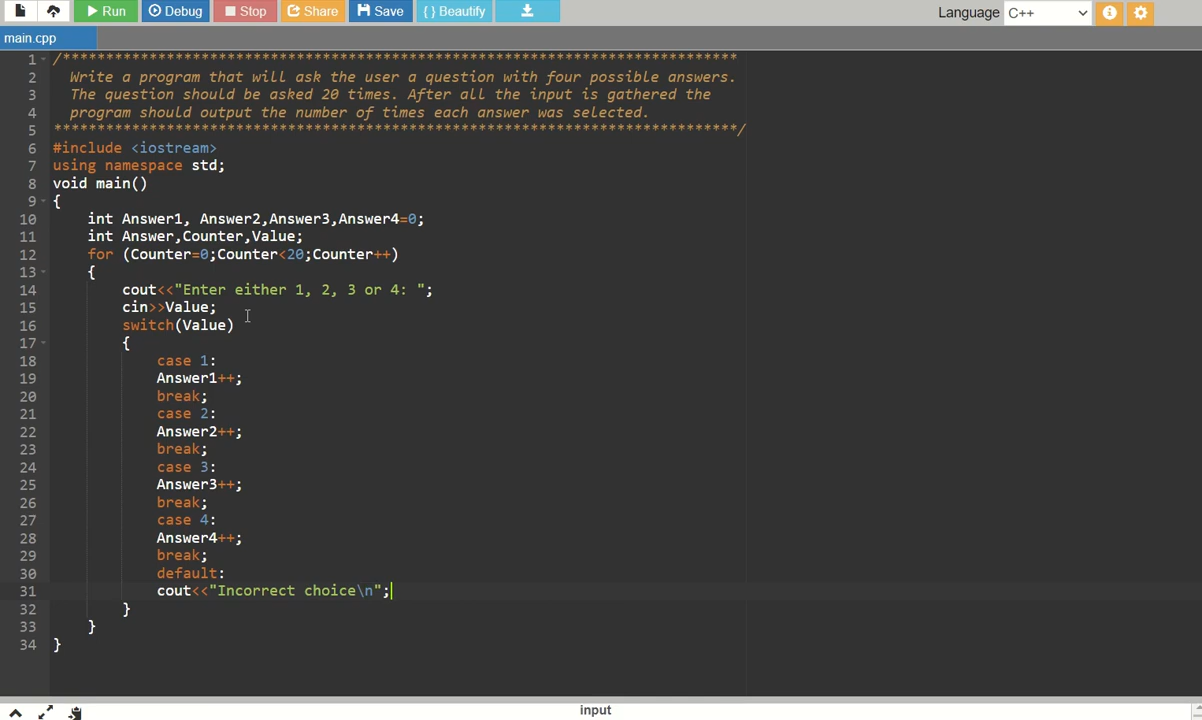 Run Debug Stop Share Save { } Beautify Language C++
main.cpp
1 /******************************************************************************
2 Write a program that will ask the user a question with four possible answers.
3 The question should be asked 20 times. After all the input is gathered the
4 program should output the number of times each answer was selected.
5 *******************************************************************************/
6 #include <iostream>
7 using namespace std;
8 void main()
9 {
10 int Answer1, Answer2,Answer3,Answer4=0;
11 int Answer,Counter,Value;
12 for (Counter=0;Counter<20;Counter++)
13 {
14 cout<<"Enter either 1, 2, 3 or 4: ";
15 cin>>Value;
16 switch(Value)
17 {
18 case 1:
19 Answer1++;
20 break;
21 case 2:
22 Answer2++;
23 break;
24 case 3:
25 Answer3++;
26 break;
27 case 4:
28 Answer4++;
29 break;
30 default:
31 cout<<"Incorrect choice\n";
32 }
33 }
34 }
input